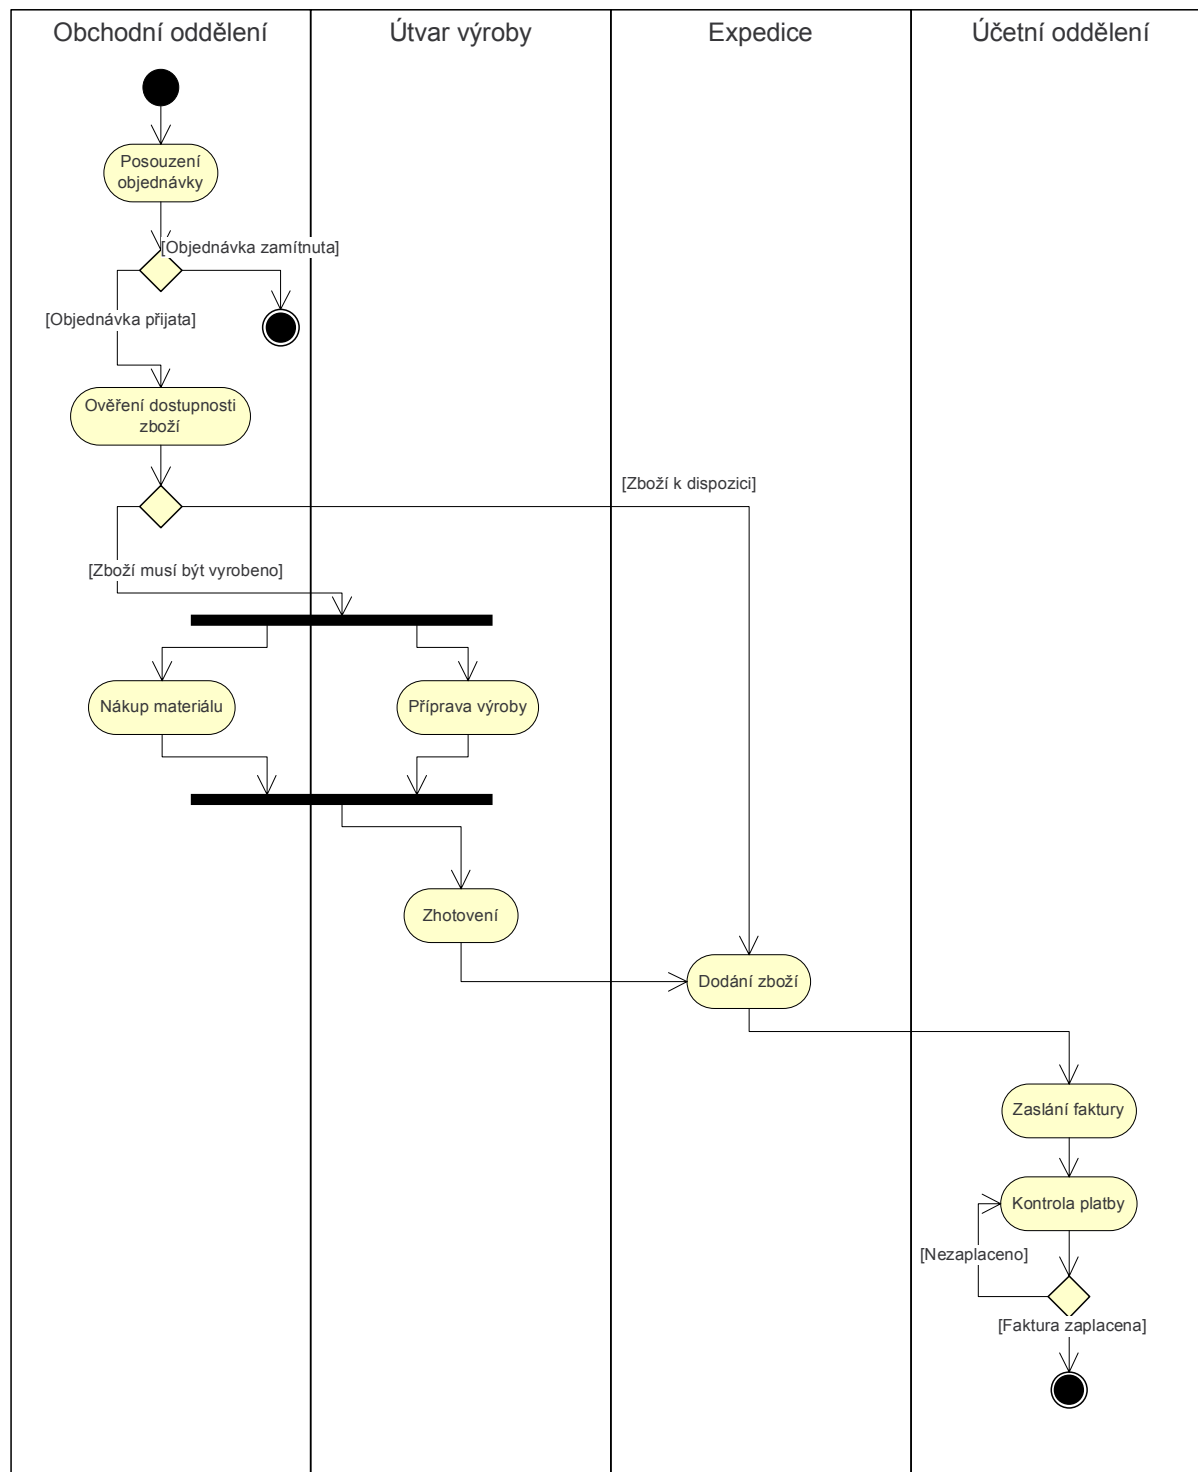 Obchodní oddělení
Útvar výroby
Expedice
Účetní oddělení
Posouzení
objednávky
[Objednávka zamítnuta]
[Objednávka přijata]
Ověření dostupnosti
zboží
[Zboží k dispozici]
[Zboží musí být vyrobeno]
Nákup materiálu
Příprava výroby
Zhotovení
Dodání zboží
Zaslání faktury
Kontrola platby
[Nezaplaceno]
[Faktura zaplacena]